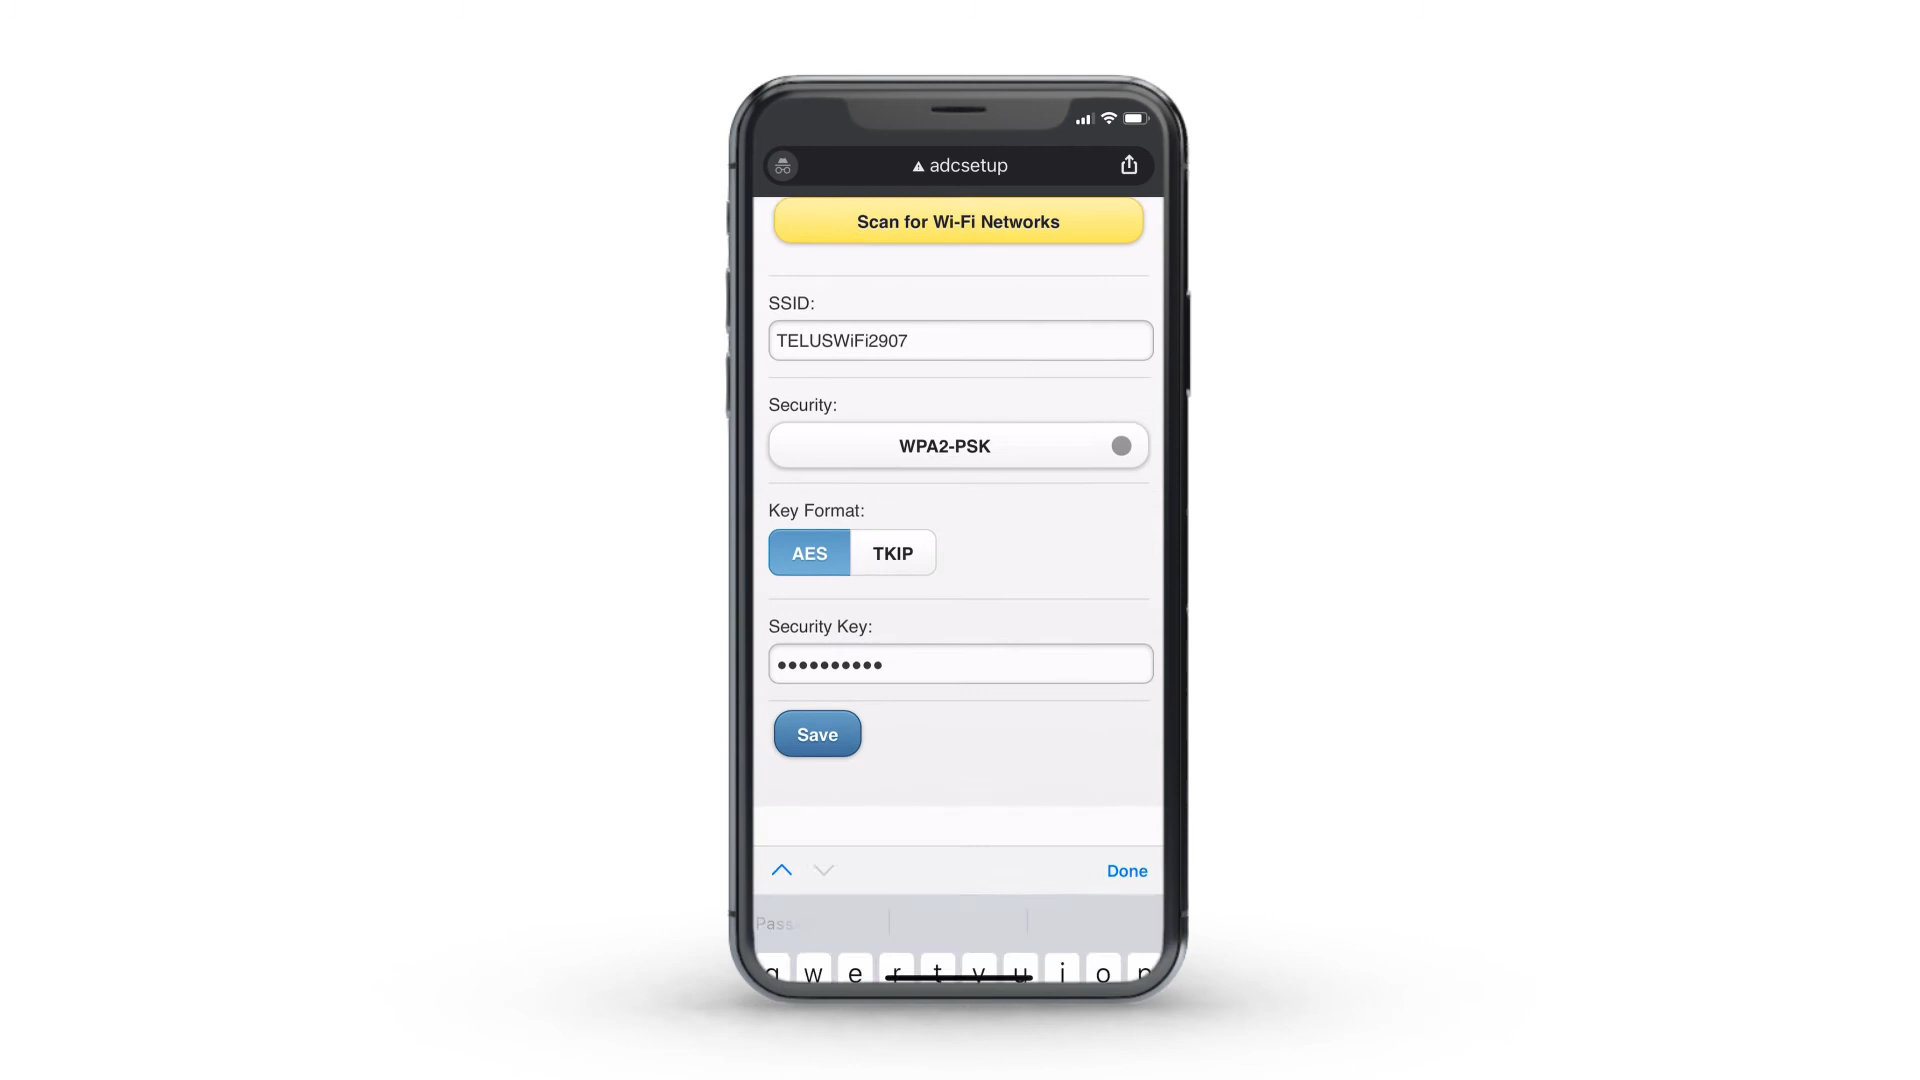 adcsetup
Scan for Wi-Fi Networks
SSID:
TELUSWiFi2907
Security:
WPA2-PSK
Key Format:
AES TKIP
Security Key:
••••••••••
Save
Done
Pass
q w e r t y u i o p